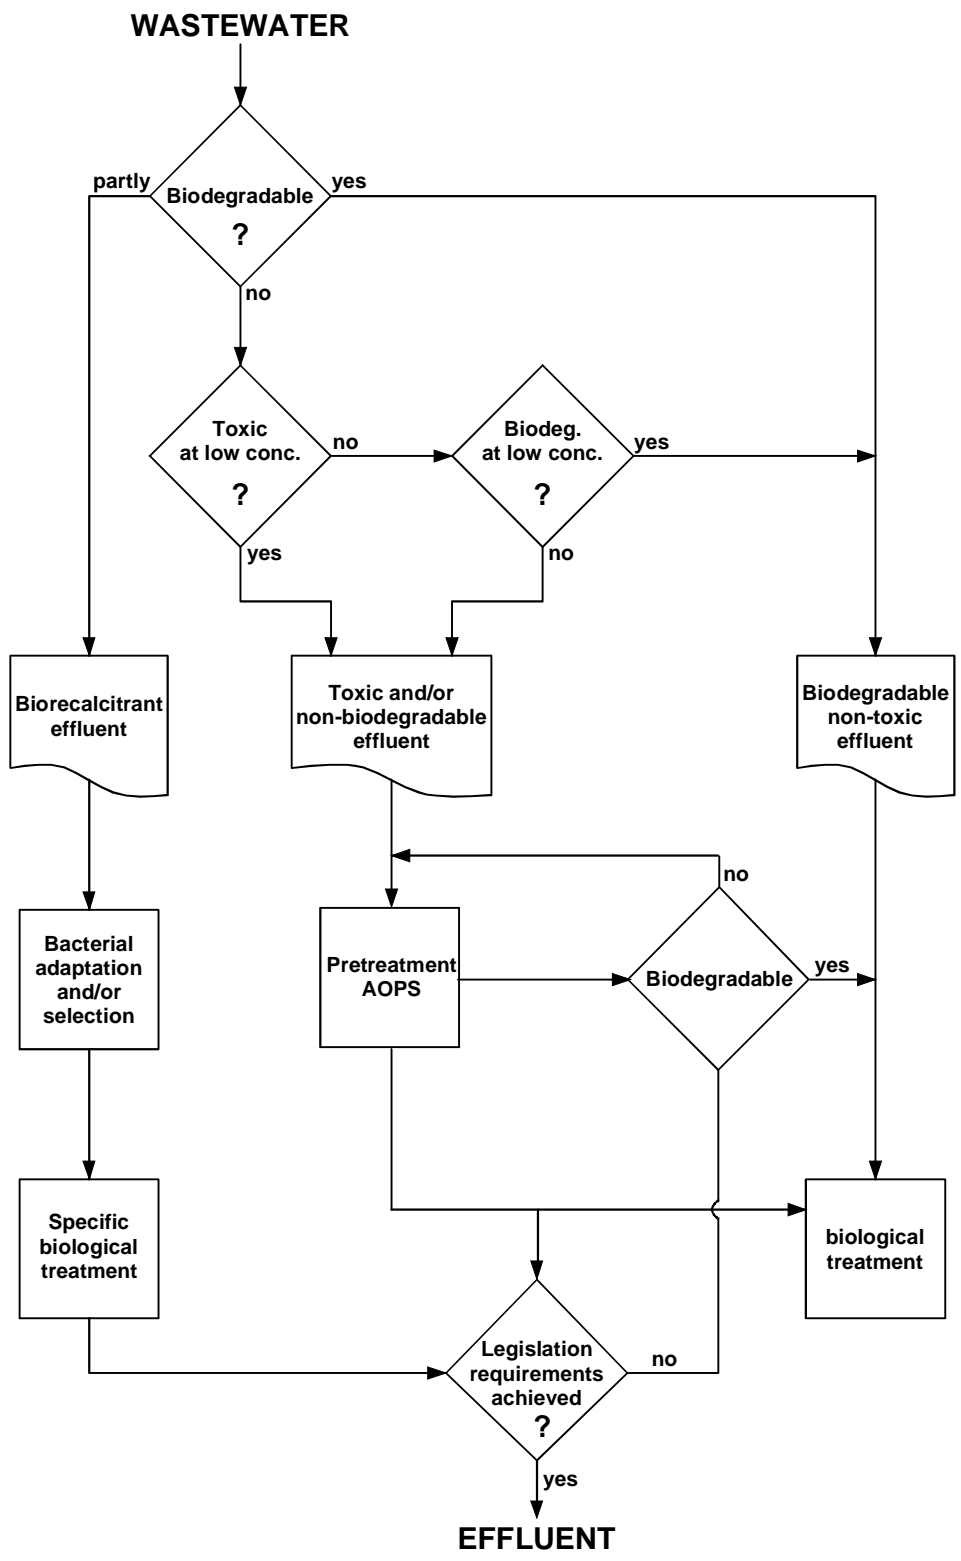 WASTEWATER
partly
yes
Biodegradable
?
no
Toxic
at low conc.
?
no
Biodeg.
at low conc.
?
yes
yes
no
Biorecalcitrant
effluent
Toxic and/or
non-biodegradable
effluent
Biodegradable
non-toxic
effluent
no
Bacterial
adaptation
and/or
selection
Pretreatment
AOPS
Biodegradable
yes
Specific
biological
treatment
biological
treatment
Legislation
requirements
achieved
?
no
yes
EFFLUENT